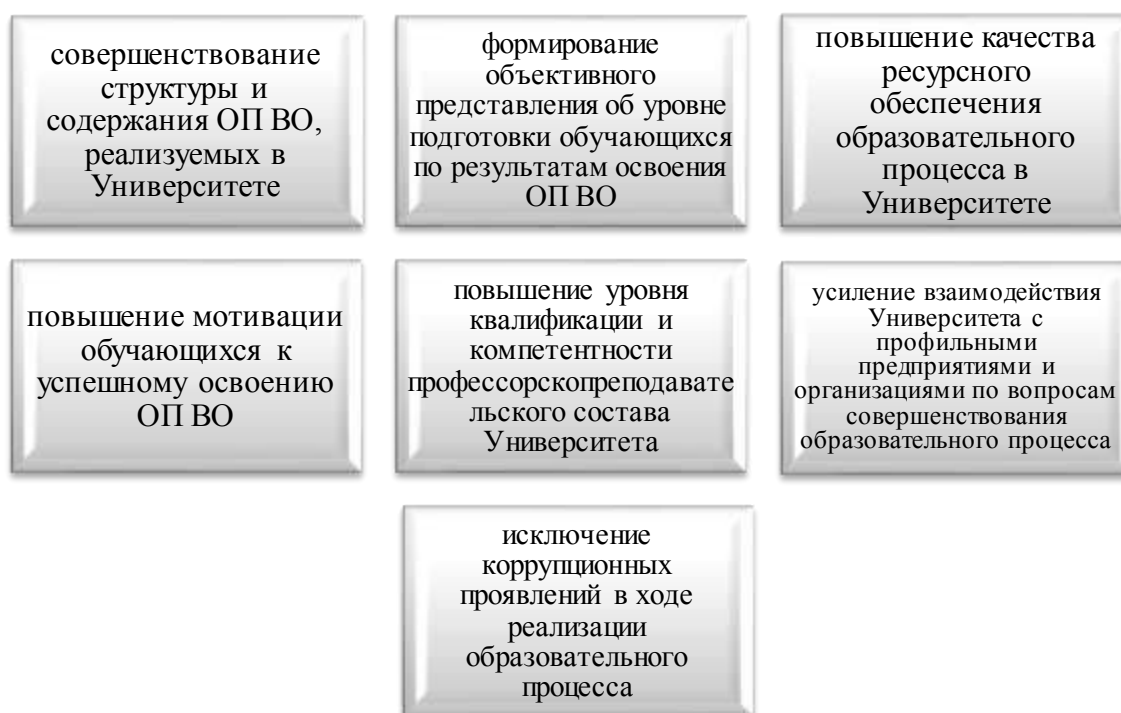 совершенствование
структуры и
содержания ОП ВО,
реализуемых в
Университете
формирование
объективного
представления об уровне
подготовки обучающихся
по результатам освоения
ОП ВО
повышение качества
ресурсного
обеспечения
образовательного
процесса в
Университете
повышение мотивации
обучающихся к
успешному освоению
ОП ВО
повышение уровня
квалификации и
компетентности
профессорскопреподавате
льского состава
Университета
усиление взаимодействия
Университета с
профильными
предприятиями и
организациями по вопросам
совершенствования
образовательного процесса
исключение
коррупционных
проявлений в ходе
реализации
образовательного
процесса